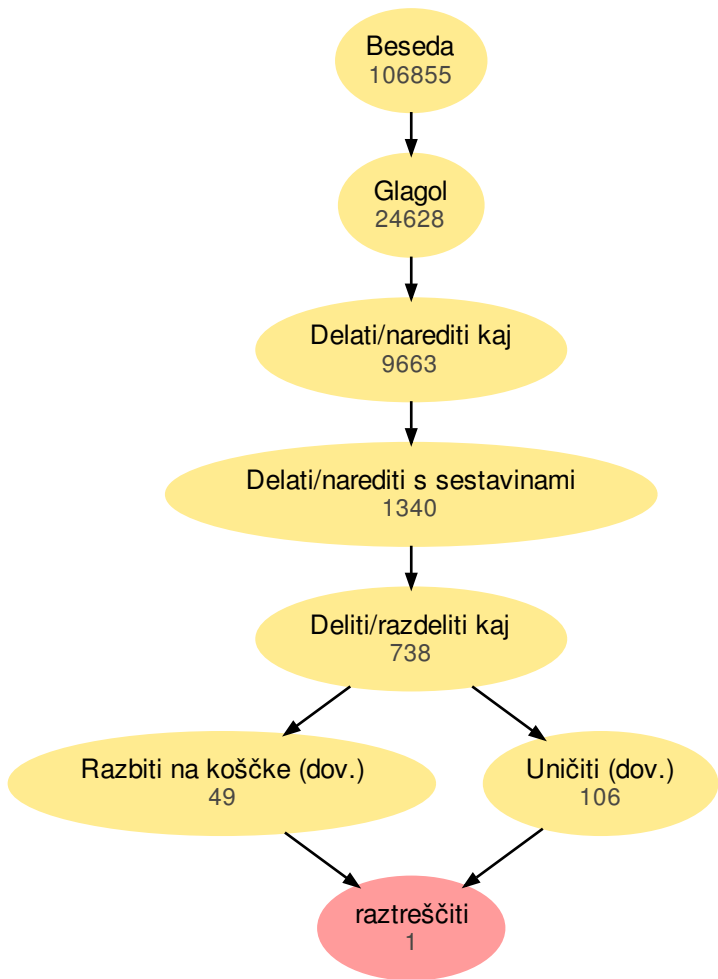 Beseda
106855
Glagol
24628
Delati/narediti kaj
9663
Delati/narediti s sestavinami
1340
Deliti/razdeliti kaj
738
Razbiti na koščke (dov.)
49
Uničiti (dov.)
106
raztreščiti
1